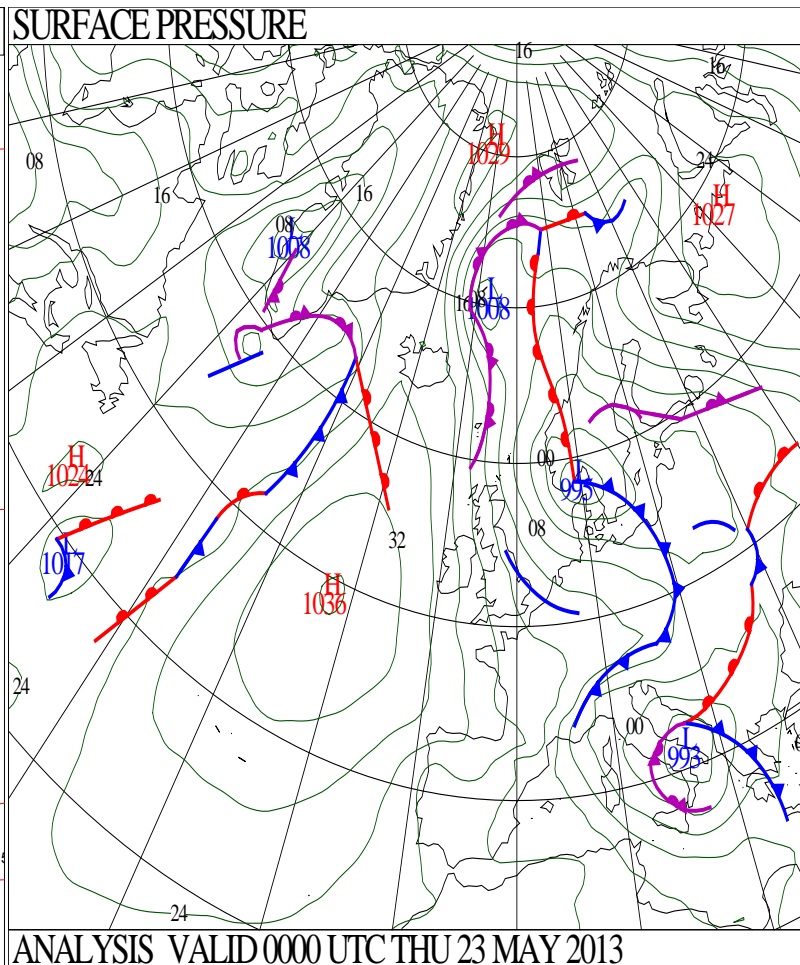 SURFACE PRESSURE
16
16
H
1029
08
24
16
16
H
1027
08
L
1008
L
1008
H
1024
24
00
L
995
L
1017
32
08
H
1036
24
00
L
993
24
ANALYSIS VALID 0000 UTC THU 23 MAY 2013